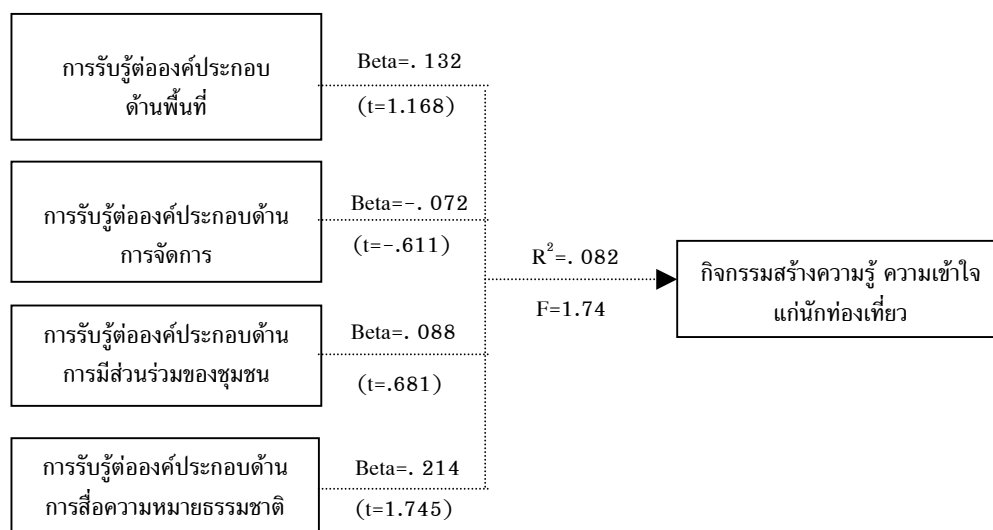 การรับรู้ต่อองค์ประกอบ
ด้านพื้นที่
Beta=. 132
(t=1.168)
การรับรู้ต่อองค์ประกอบด้าน
การจัดการ
Beta=-. 072
(t=-.611)
การรับรู้ต่อองค์ประกอบด้าน
การมีส่วนร่วมของชุมชน
Beta=. 088
(t=.681)
การรับรู้ต่อองค์ประกอบด้าน
การสื่อความหมายธรรมชาติ
Beta=. 214
(t=1.745)
R²=. 082
F=1.74
กิจกรรมสร้างความรู้ ความเข้าใจ
แก่นักท่องเที่ยว